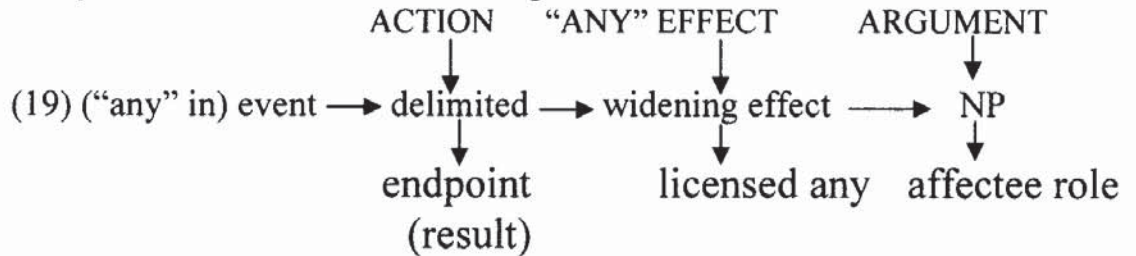 ACTION "ANY" EFFECT ARGUMENT
(19) ("any" in) event delimited widening effect NP
endpoint licensed any affectee role
(result)